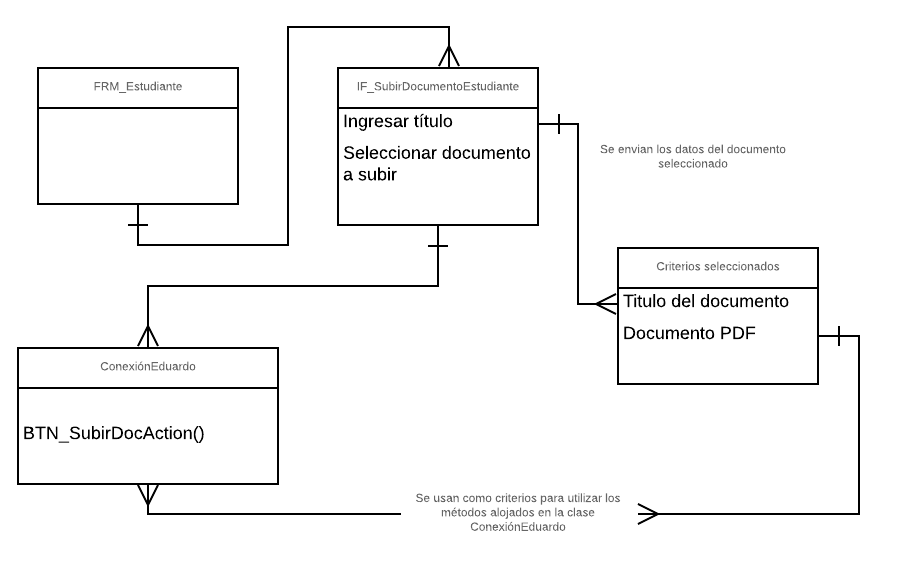 FRM_Estudiante
IF_SubirDocumentoEstudiante
Ingresar título
Seleccionar documento
a subir
Se envian los datos del documento
seleccionado
Criterios seleccionados
Titulo del documento
Documento PDF
ConexiónEduardo
BTN_SubirDocAction()
Se usan como criterios para utilizar los
métodos alojados en la clase
ConexiónEduardo